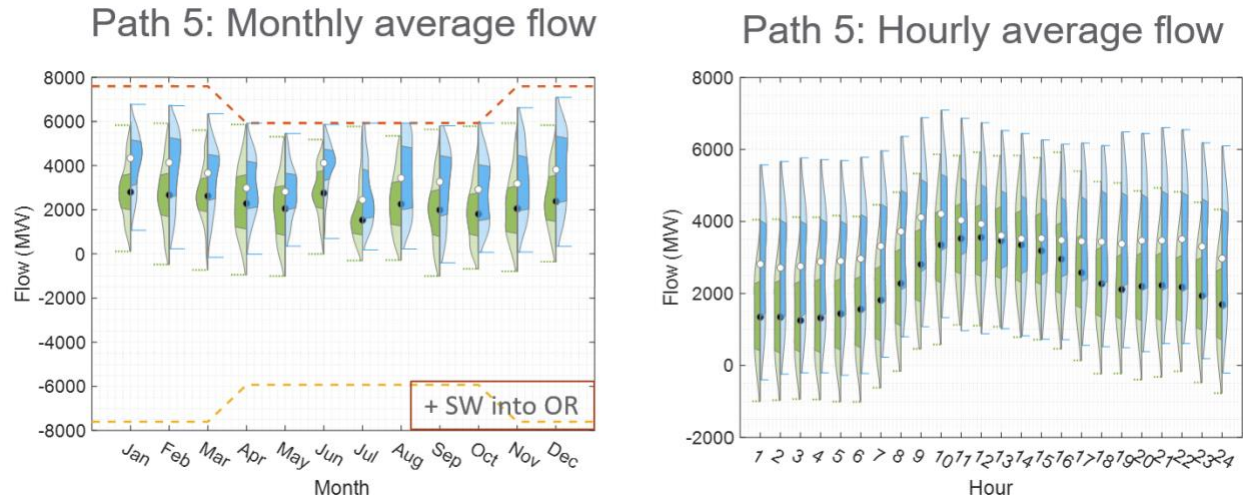 Path 5: Monthly average flow
8000
6000
4000
2000
0
-2000
-4000
-6000
-8000
Flow (MW)
+ SW into OR
Jan Feb Mar Apr May Jun Jul Aug Sep Oct Nov Dec
Month
Path 5: Hourly average flow
8000
6000
4000
2000
0
-2000
Flow (MW)
1 2 3 4 5 6 7 8 9 10 11 12 13 14 15 16 17 18 19 20 21 22 23 24
Hour